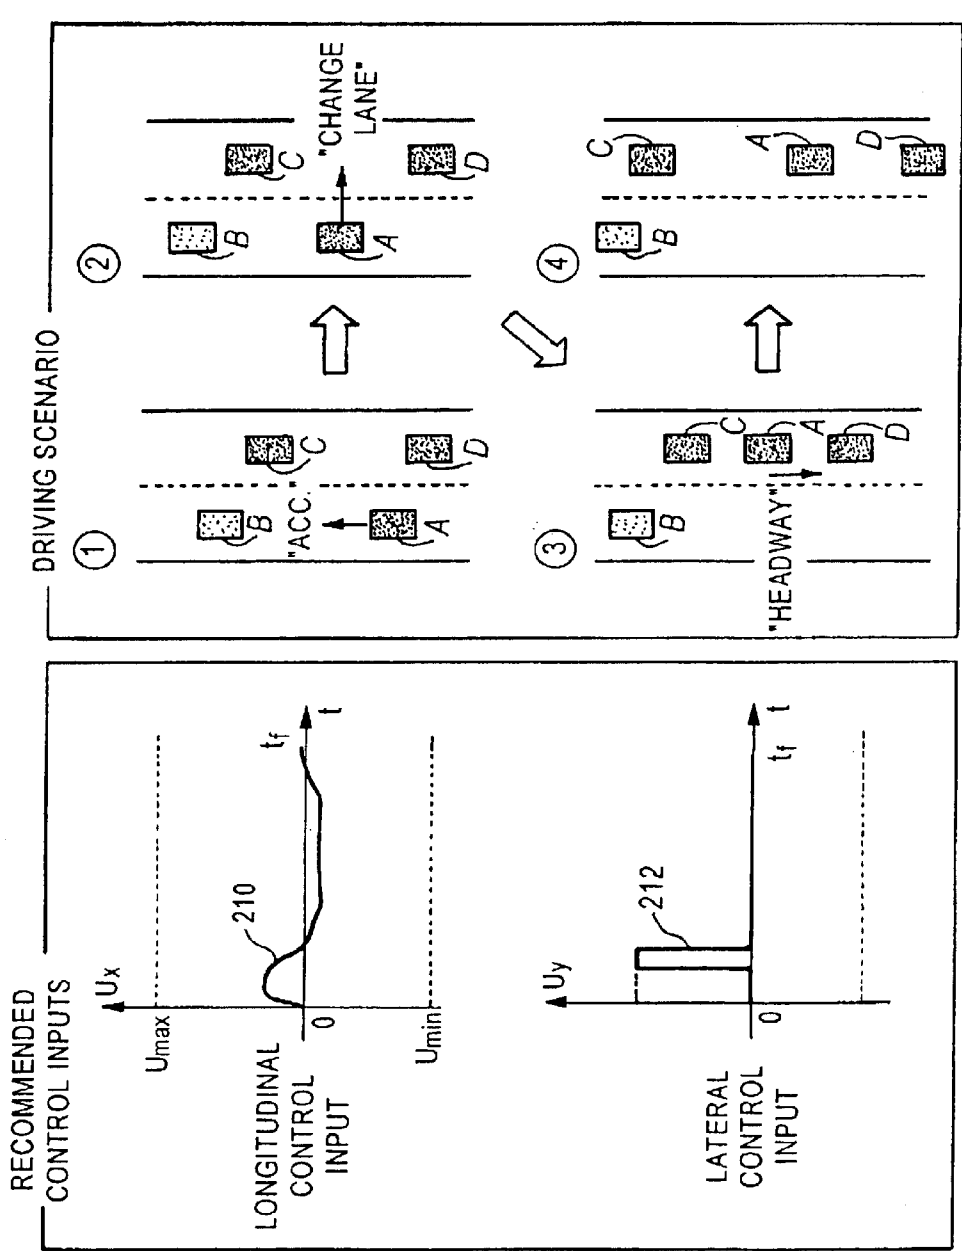 RECOMMENDED
CONTROL INPUTS
Ux
Umax
210
tf
t
0
Umin
LONGITUDINAL
CONTROL
INPUT
Uy
212
tf
t
0
LATERAL
CONTROL
INPUT
DRIVING SCENARIO
1
B
"ACC."
A
C
D
2
B
A
C
"CHANGE
LANE"
D
3
B
"HEADWAY"
C
A
D
4
B
C
A
D